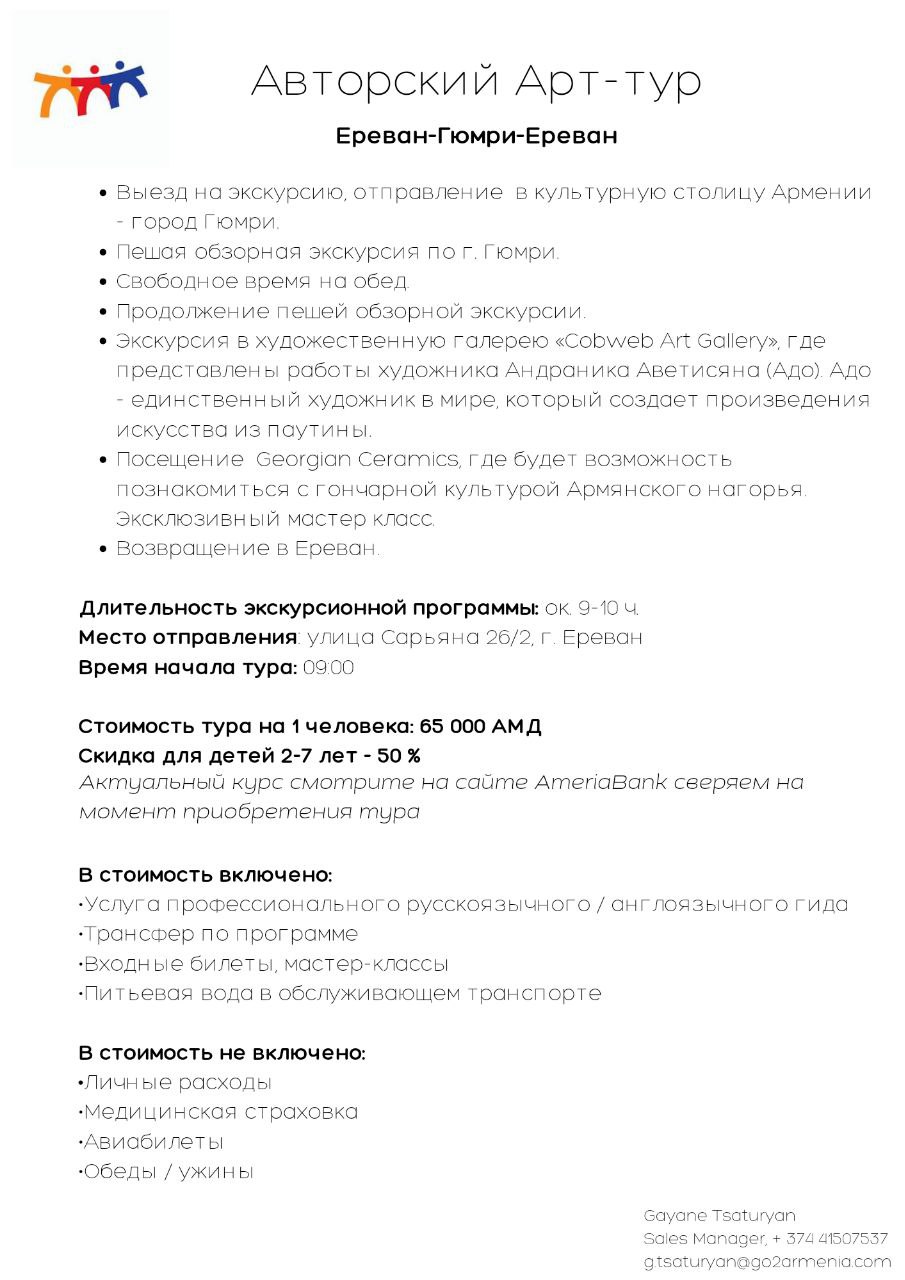 Авторский Арт-тур
Ереван-Гюмри-Ереван
• Выезд на экскурсию, отправление в культурную столицу Армении
- город Гюмри.
• Пешая обзорная экскурсия по г. Гюмри.
• Свободное время на обед.
• Продолжение пешей обзорной экскурсии.
• Экскурсия в художественную галерею «Cobweb Art Gallery», где
представлены работы художника Андраника Аветисяна (Адо). Адо
- единственный художник в мире, который создает произведения
искусства из паутины.
• Посещение Georgian Ceramics, где будет возможность
познакомиться с гончарной культурой Армянского нагорья.
Эксклюзивный мастер класс.
• Возвращение в Ереван.
Длительность экскурсионной программы: ок. 9-10 ч.
Место отправления: улица Сарьяна 26/2, г. Ереван
Время начала тура: 09:00
Стоимость тура на 1 человека: 65 000 АМД
Скидка для детей 2-7 лет - 50 %
Актуальный курс смотрите на сайте AmeriaBank сверяем на
момент приобретения тура
В стоимость включено:
•Услуга профессионального русскоязычного / англоязычного гида
•Трансфер по программе
•Входные билеты, мастер-классы
•Питьевая вода в обслуживающем транспорте
В стоимость не включено:
•Личные расходы
•Медицинская страховка
•Авиабилеты
•Обеды / ужины
Gayane Tsaturyan
Sales Manager, + 374 41507537
g.tsaturyan@go2armenia.com